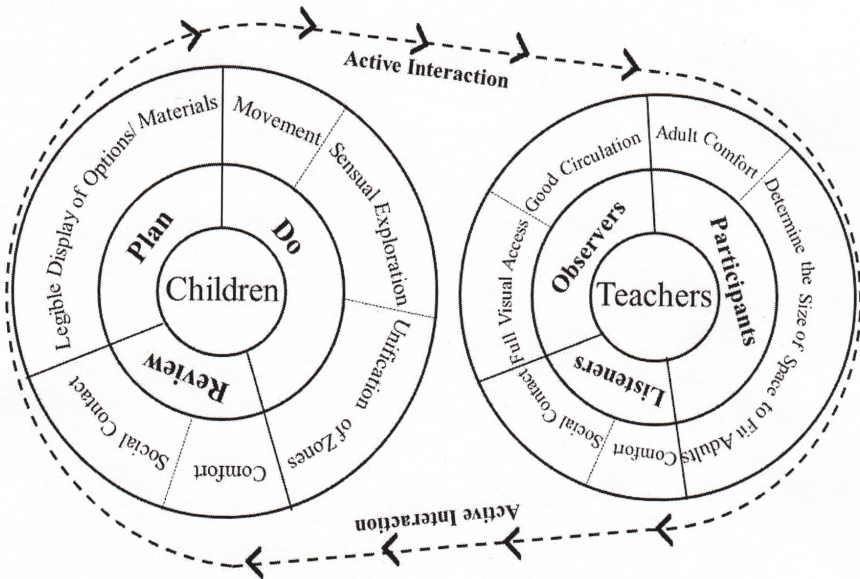 Active Interaction
Children
Plan
Do
Review
Legible Display of Options/ Materials
Movement
Sensual Exploration
Unification of Zones
Comfort
Social Contact
Teachers
Observers
Participants
Listeners
Full Visual Access
Good Circulation
Adult Comfort
Determine the Size of Space to Fit Adults
Comfort
Social Contact
Active Interaction